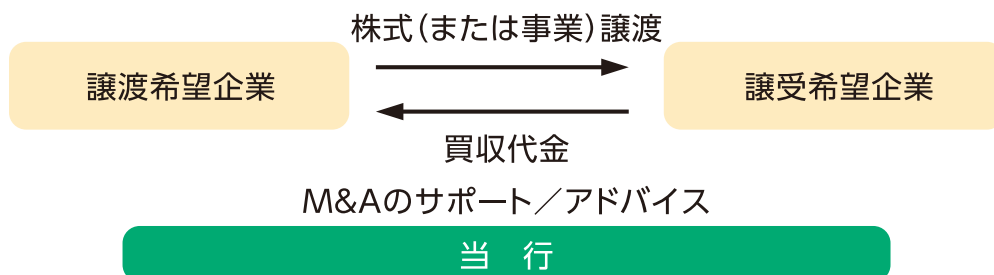 株式（または事業）譲渡
譲渡希望企業
譲受希望企業
買収代金
M&Aのサポート／アドバイス
当　行